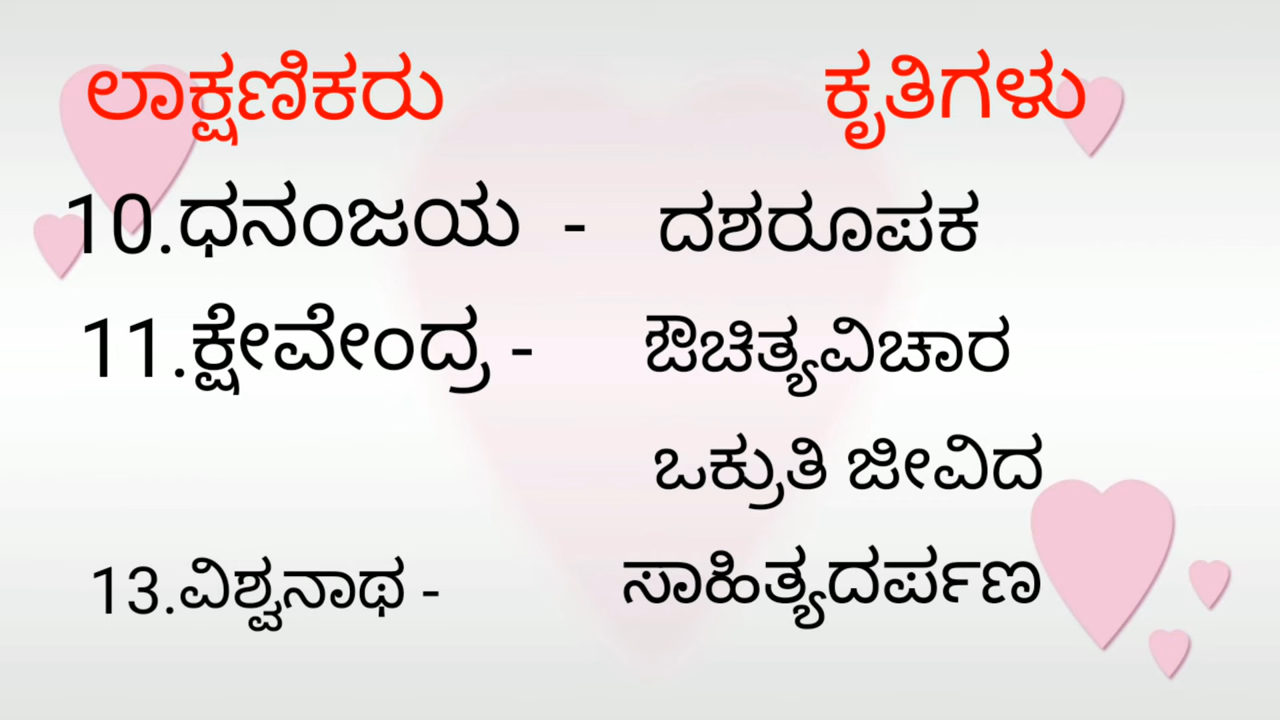 ಲಾಕ್ಷಣಿಕರು ಕೃತಿಗಳು
10.ಧನಂಜಯ - ದಶರೂಪಕ
11.ಕ್ಷೇವೇಂದ್ರ - ಔಚಿತ್ಯವಿಚಾರ
ಒಕ್ರುತಿ ಜೀವಿದ
13.ವಿಶ್ವನಾಥ - ಸಾಹಿತ್ಯದರ್ಪಣ